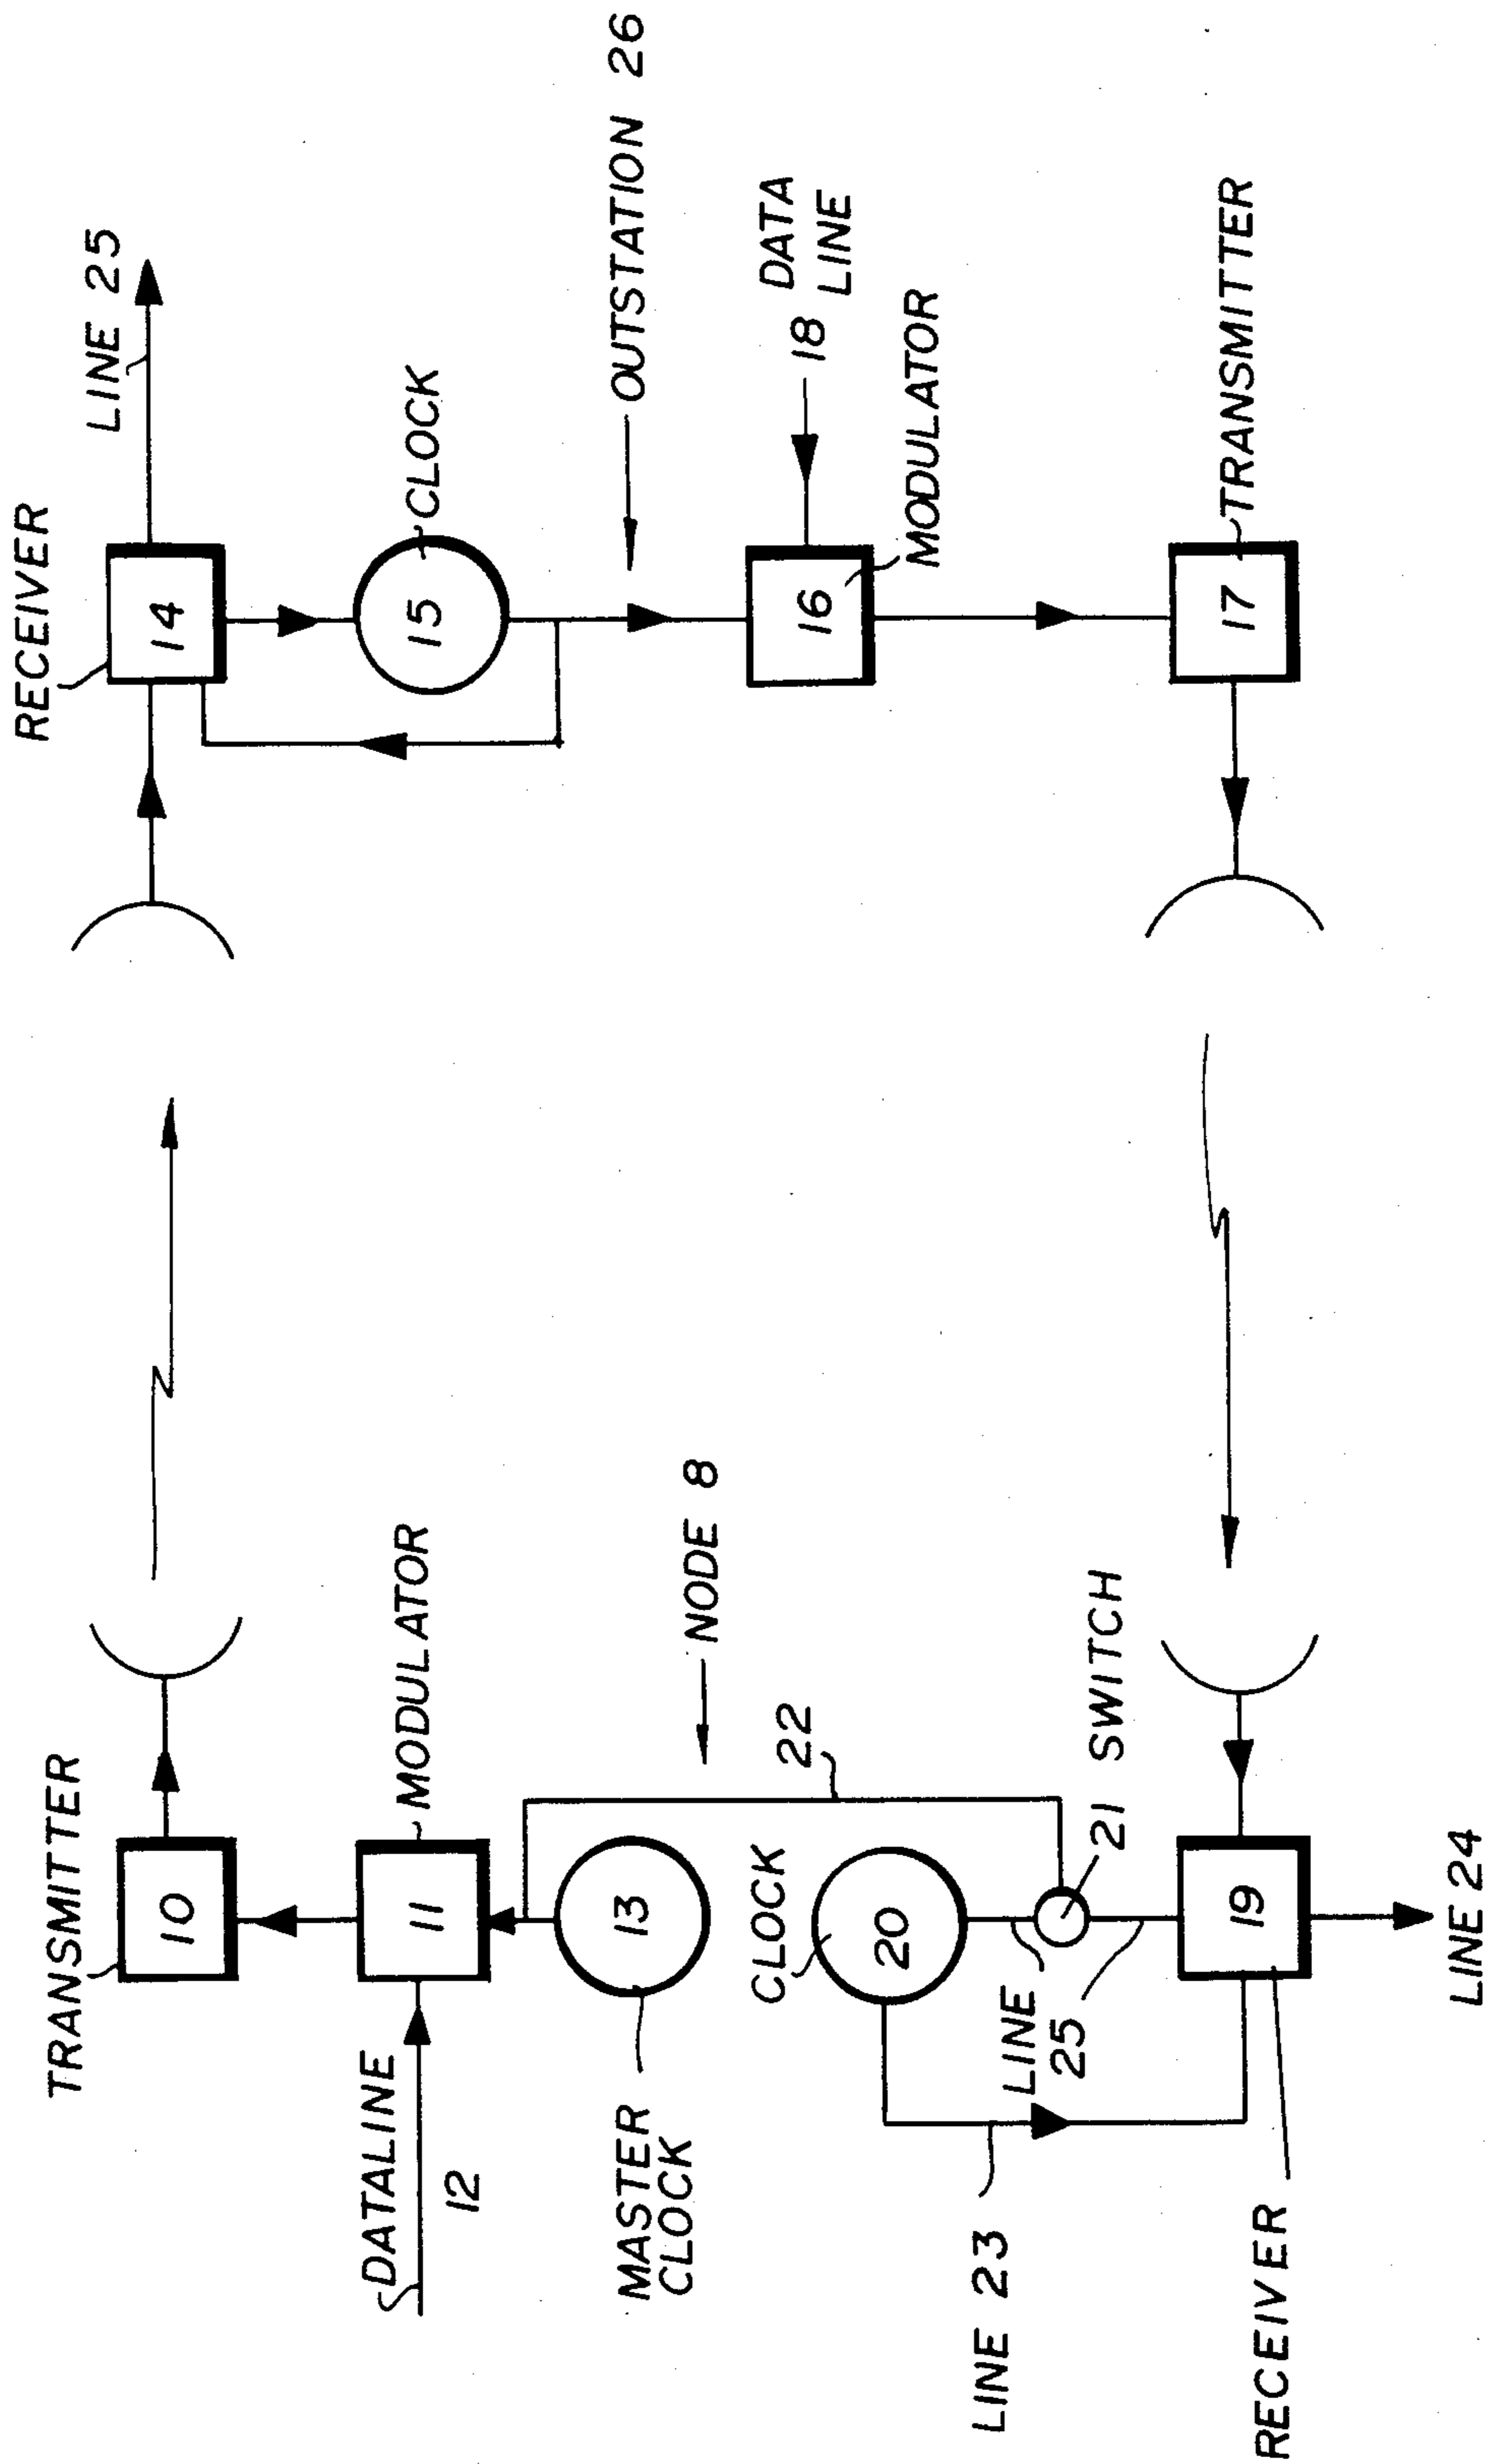 TRANSMITTER
10
DATALINE
12
11
MODULATOR
MASTER
CLOCK
13
NODE 8
CLOCK
20
22
LINE 23
LINE
25
21 SWITCH
RECEIVER
19
LINE 24
RECEIVER
14
LINE 25
15
CLOCK
OUTSTATION 26
18 DATA
LINE
16
MODULATOR
17
TRANSMITTER